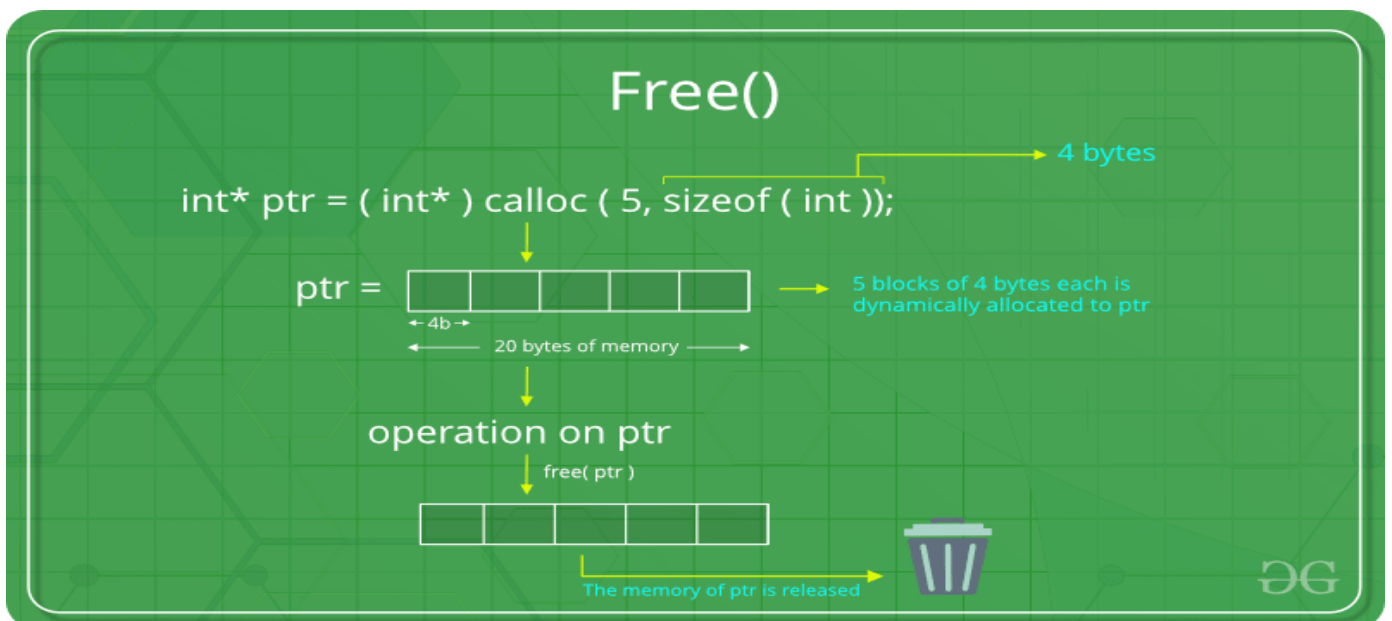 Free()
4 bytes
int* ptr = ( int* ) calloc ( 5, sizeof ( int ));
ptr =
5 blocks of 4 bytes each is
dynamically allocated to ptr
4b
20 bytes of memory
operation on ptr
free( ptr )
The memory of ptr is released